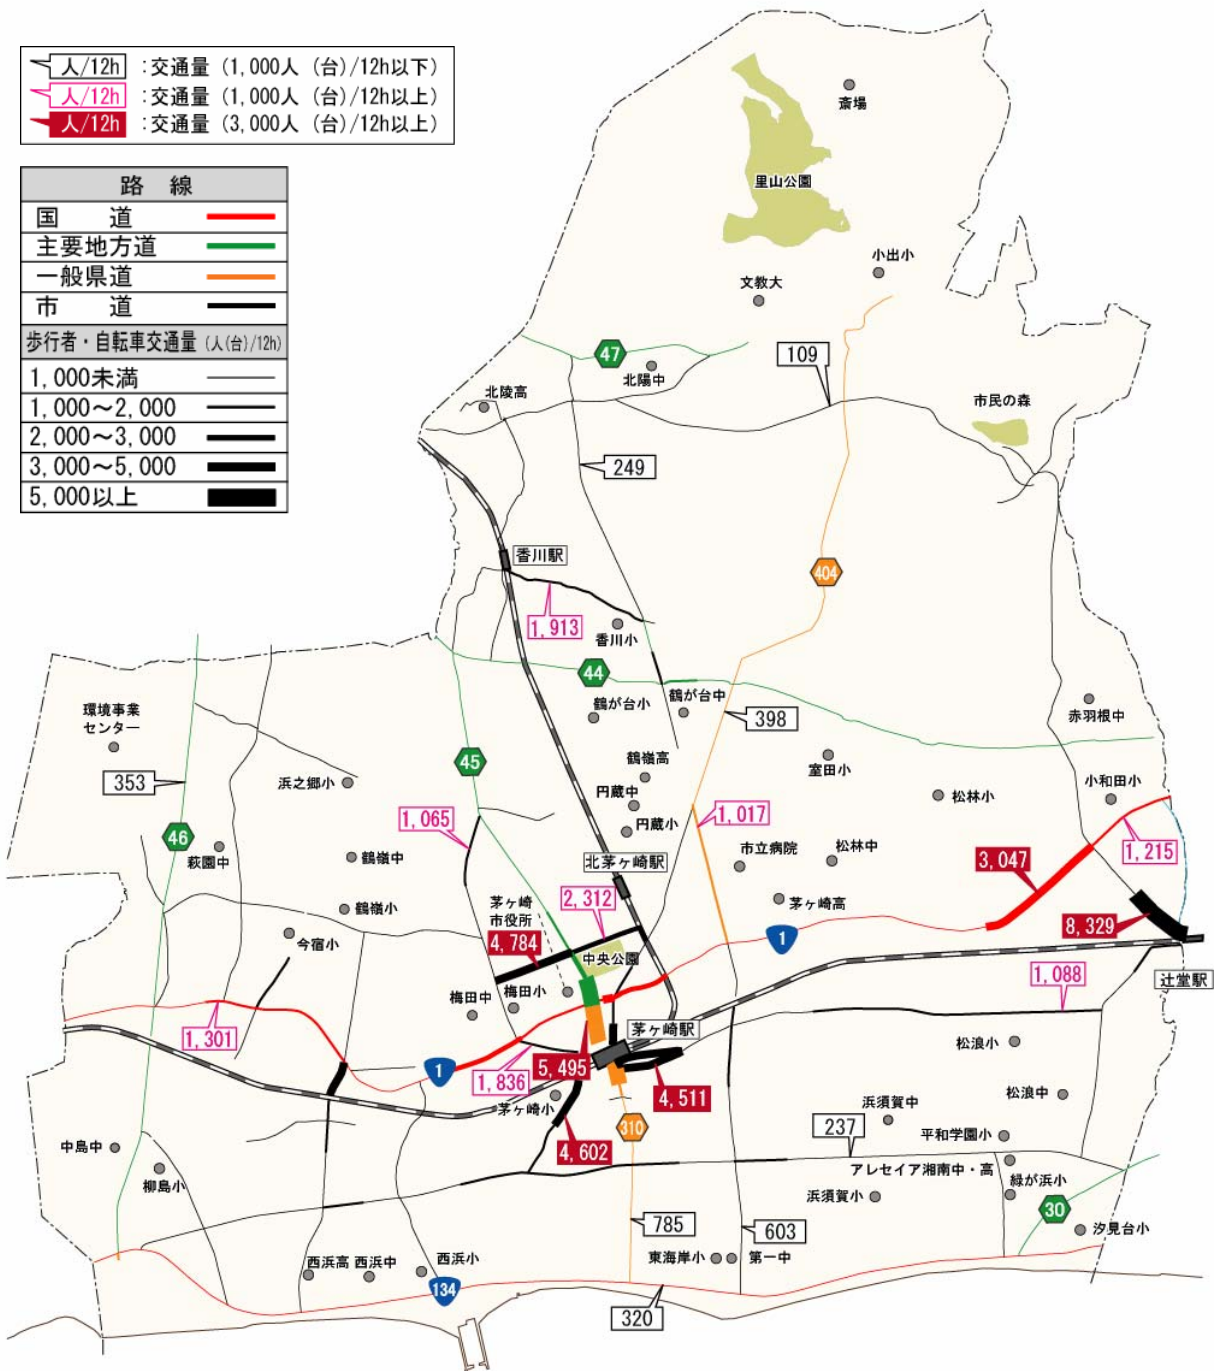 人/12h :交通量 (1,000人 (台)/12h以下)
人/12h :交通量 (1,000人 (台)/12h以上)
人/12h :交通量 (3,000人 (台)/12h以上)
路 線
国 道
主要地方道
一般県道
市 道
歩行者・自転車交通量 (人(台)/12h)
1,000未満
1,000～2,000
2,000～3,000
3,000～5,000
5,000以上
斎場
里山公園
小出小
文教大
47
109
北陽中
北陵高
市民の森
249
香川駅
404
1,913
香川小
44
鶴が台小
鶴が台中
398
赤羽根中
環境事業
センター
353
浜之郷小
45
鶴嶺高
室田小
円蔵中
円蔵小
松林小
小和田小
1,065
1,017
46
萩園中
鶴嶺中
北茅ヶ崎駅
市立病院
松林中
3,047
1,215
鶴嶺小
茅ヶ崎
市役所
2,312
茅ヶ崎高
8,329
今宿小
4,784
中央公園
1
辻堂駅
1,088
梅田中
梅田小
1,301
茅ヶ崎駅
松浪小
1
1,836
5,495
4,511
茅ヶ崎小
松浪中
浜須賀中
310
237
平和学園小
4,602
中島中
柳島小
アレセイア湘南中・高
緑が浜小
浜須賀小
30
汐見台小
785
603
西浜高
西浜中
西浜小
東海岸小
第一中
134
320